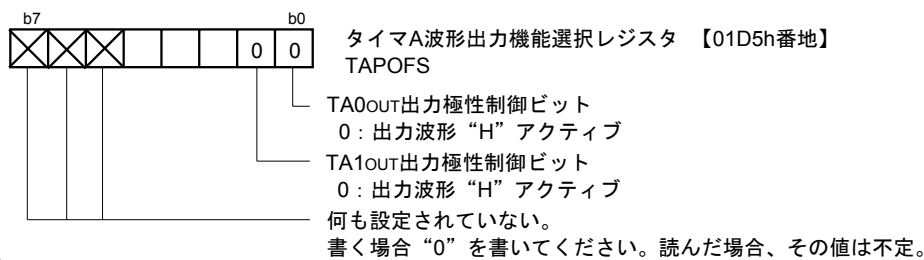 b7 b0
0 0
タイマA波形出力機能選択レジスタ 【01D5h番地】
TAPOFS
TA0OUT出力極性制御ビット
0：出力波形“H”アクティブ
TA1OUT出力極性制御ビット
0：出力波形“H”アクティブ
何も設定されていない。
書く場合“0”を書いてください。読んだ場合、その値は不定。